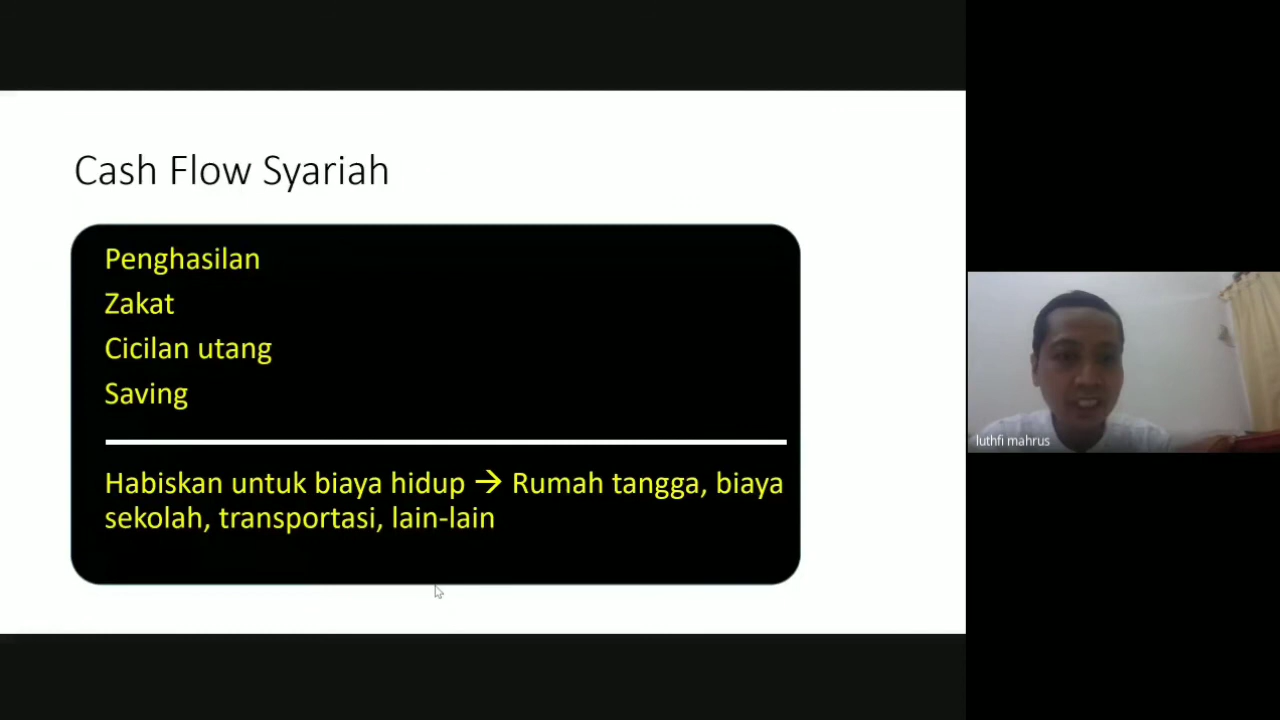 Cash Flow Syariah
Penghasilan
Zakat
Cicilan utang
Saving
Habiskan untuk biaya hidup → Rumah tangga, biaya
sekolah, transportasi, lain-lain
luthfi mahrus